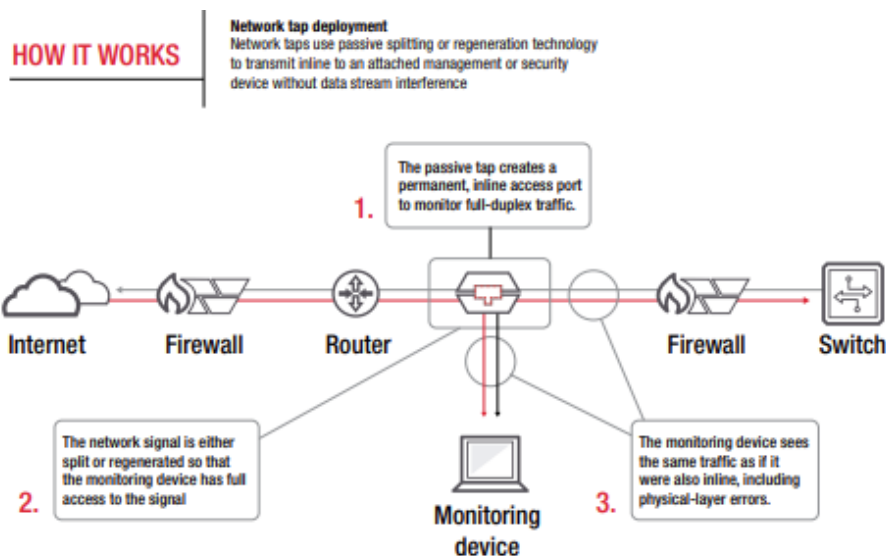 HOW IT WORKS
Network tap deployment
Network taps use passive splitting or regeneration technology
to transmit inline to an attached management or security
device without data stream interference
1.
The passive tap creates a
permanent, inline access port
to monitor full-duplex traffic.
Internet
Firewall
Router
Firewall
Switch
2.
The network signal is either
split or regenerated so that
the monitoring device has full
access to the signal
Monitoring
device
3.
The monitoring device sees
the same traffic as if it
were also inline, including
physical-layer errors.